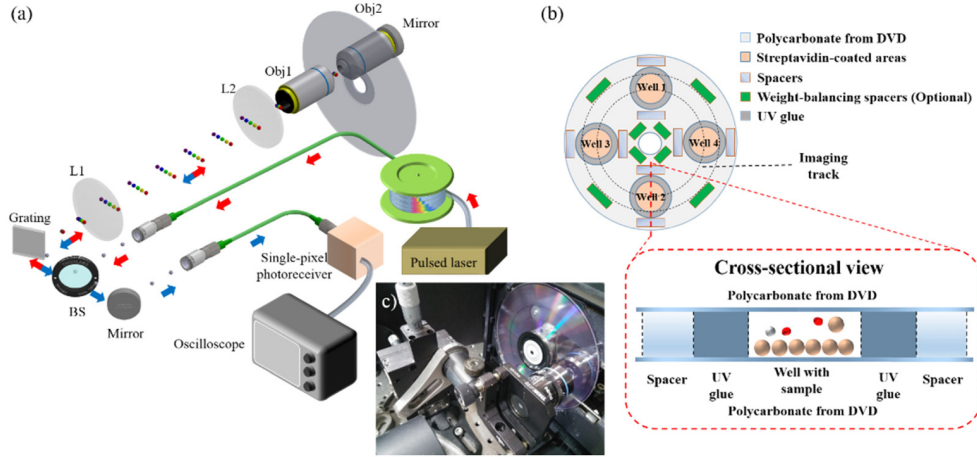 (a)
Obj2
Mirror
Obj1
L2
L1
Grating
BS
Mirror
Single-pixel
photoreceiver
Pulsed laser
Oscilloscope
c)
(b)
Polycarbonate from DVD
Streptavidin-coated areas
Spacers
Weight-balancing spacers (Optional)
UV glue
Well 1
Well 3
Well 4
Well 2
Imaging
track
Cross-sectional view
Polycarbonate from DVD
Spacer
UV
glue
Well with
sample
UV
glue
Spacer
Polycarbonate from DVD